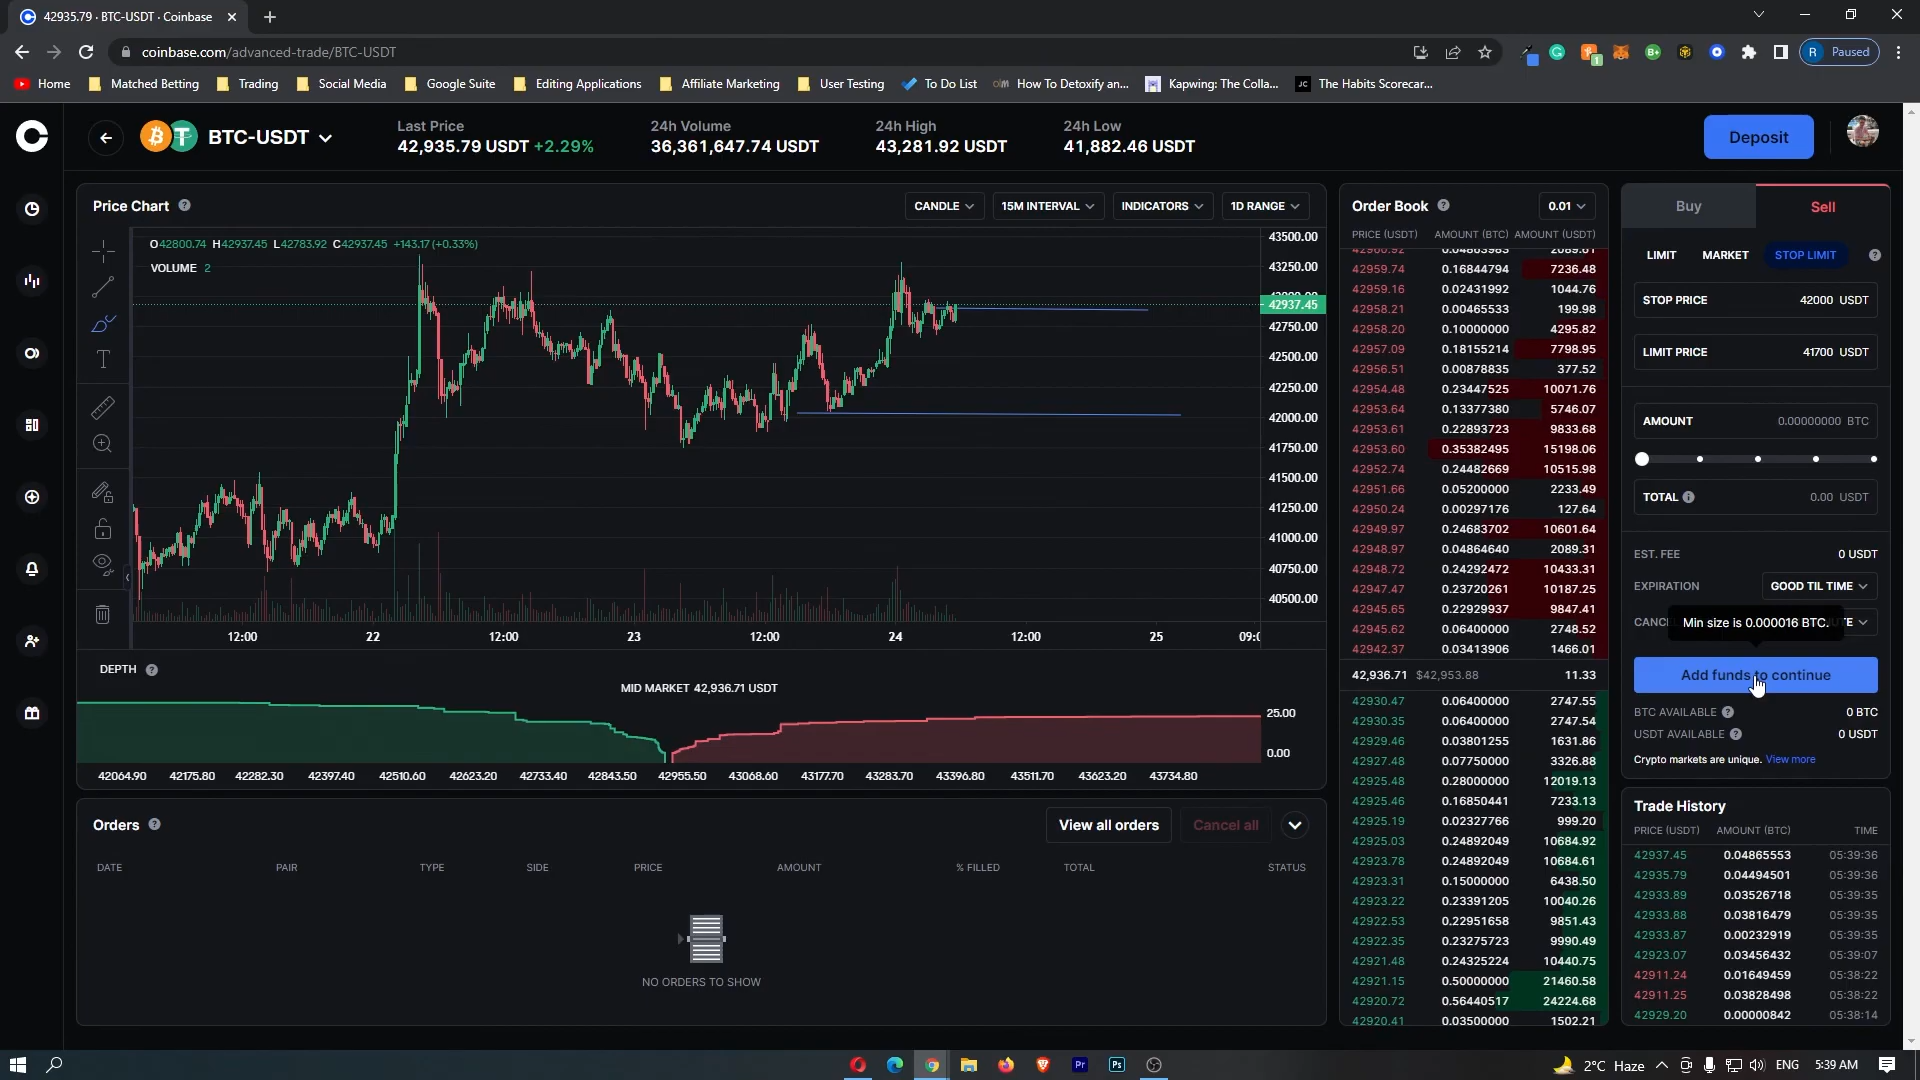 42935.79 · BTC-USDT · Coinbase
coinbase.com/advanced-trade/BTC-USDT
R Paused
Home Matched Betting Trading Social Media Google Suite Editing Applications Affiliate Marketing User Testing To Do List How To Detoxify an... Kapwing: The Colla... JC The Habits Scorecar...
BTC-USDT
Last Price
42,935.79 USDT +2.29%
24h Volume
36,361,647.74 USDT
24h High
43,281.92 USDT
24h Low
41,882.46 USDT
Deposit
Price Chart
CANDLE 15M INTERVAL INDICATORS 1D RANGE
O42800.74 H42937.45 L42783.92 C42937.45 +143.17 (+0.33%)
VOLUME 2
43500.00
43250.00
42937.45
42750.00
42500.00
42250.00
42000.00
41750.00
41500.00
41250.00
41000.00
40750.00
40500.00
12:00 22 12:00 23 12:00 24 12:00 25 09:0
DEPTH
MID MARKET 42,936.71 USDT
25.00
0.00
42064.90 42175.80 42282.30 42397.40 42510.60 42623.20 42733.40 42843.50 42955.50 43068.60 43177.70 43283.70 43396.80 43511.70 43623.20 43734.80
Orders
View all orders Cancel all
DATE PAIR TYPE SIDE PRICE AMOUNT % FILLED TOTAL STATUS
NO ORDERS TO SHOW
Order Book
0.01
PRICE (USDT) AMOUNT (BTC) AMOUNT (USDT)
42960.92 0.04863983 2089.61
42959.74 0.16844794 7236.48
42959.16 0.02431992 1044.76
42958.21 0.00465533 199.98
42958.20 0.10000000 4295.82
42957.09 0.18155214 7798.95
42956.51 0.00878835 377.52
42954.48 0.23447525 10071.76
42953.64 0.13377380 5746.07
42953.61 0.22893723 9833.68
42953.60 0.35382495 15198.06
42952.74 0.24482669 10515.98
42951.66 0.05200000 2233.49
42950.24 0.00297176 127.64
42949.97 0.24683702 10601.64
42948.97 0.04864640 2089.31
42948.72 0.24292472 10433.31
42947.47 0.23720261 10187.25
42945.65 0.22929937 9847.41
42945.62 0.06400000 2748.52
42942.37 0.03413906 1466.01
42,936.71 $42,953.88 11.33
42930.47 0.06400000 2747.55
42930.35 0.06400000 2747.54
42929.46 0.03801255 1631.86
42927.48 0.07750000 3326.88
42925.48 0.28000000 12019.13
42925.46 0.16850441 7233.13
42925.19 0.02327766 999.20
42925.03 0.24892049 10684.92
42923.78 0.24892049 10684.61
42923.31 0.15000000 6438.50
42923.22 0.23391205 10040.26
42922.53 0.22951658 9851.43
42922.35 0.23275723 9990.49
42921.48 0.24325224 10440.75
42921.15 0.50000000 21460.58
42920.72 0.56440517 24224.68
42920.41 0.03500000 1502.21
Buy Sell
LIMIT MARKET STOP LIMIT
STOP PRICE 42000 USDT
LIMIT PRICE 41700 USDT
AMOUNT 0.00000000 BTC
TOTAL 0.00 USDT
EST. FEE 0 USDT
EXPIRATION GOOD TIL TIME
Min size is 0.000016 BTC.
Add funds to continue
BTC AVAILABLE 0 BTC
USDT AVAILABLE 0 USDT
Crypto markets are unique. View more
Trade History
PRICE (USDT) AMOUNT (BTC) TIME
42937.45 0.04865553 05:39:36
42935.79 0.04494501 05:39:36
42933.89 0.03526718 05:39:35
42933.88 0.03816479 05:39:35
42933.87 0.00232919 05:39:35
42923.07 0.03456432 05:39:07
42911.24 0.01649459 05:38:22
42911.25 0.03828498 05:38:22
42929.20 0.00000842 05:38:14
Pr Ps
2°C Haze ENG 5:39 AM